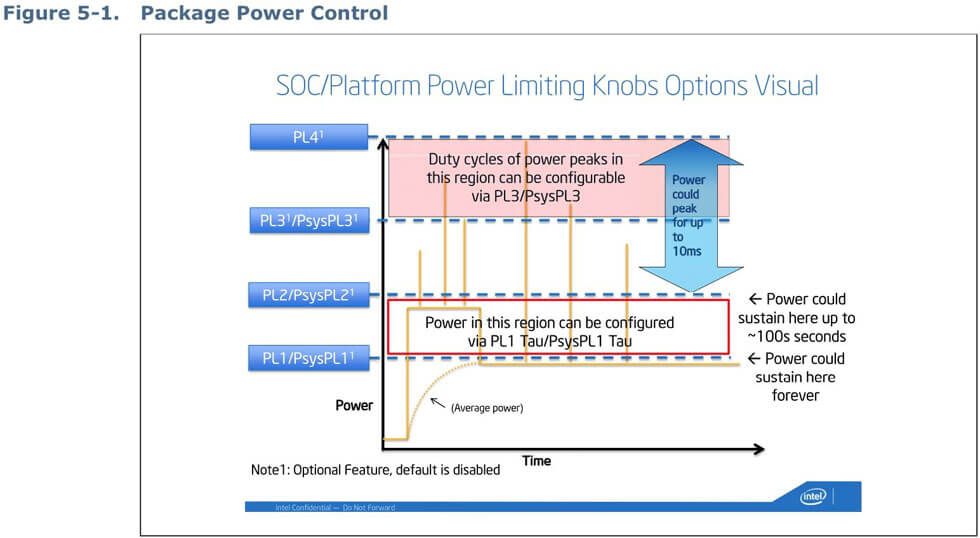 Figure 5-1. Package Power Control
SOC/Platform Power Limiting Knobs Options Visual
PL4¹
Duty cycles of power peaks in
this region can be configurable
via PL3/PsysPL3
Power
could
peak
for up
to
10ms
PL3¹/PsysPL3¹
PL2/PsysPL2¹
← Power could
sustain here up to
~100s seconds
Power in this region can be configured
via PL1 Tau/PsysPL1 Tau
PL1/PsysPL1¹
← Power could
sustain here
forever
Power
(Average power)
Time
Note1: Optional Feature, default is disabled
Intel Confidential — Do Not Forward
intel